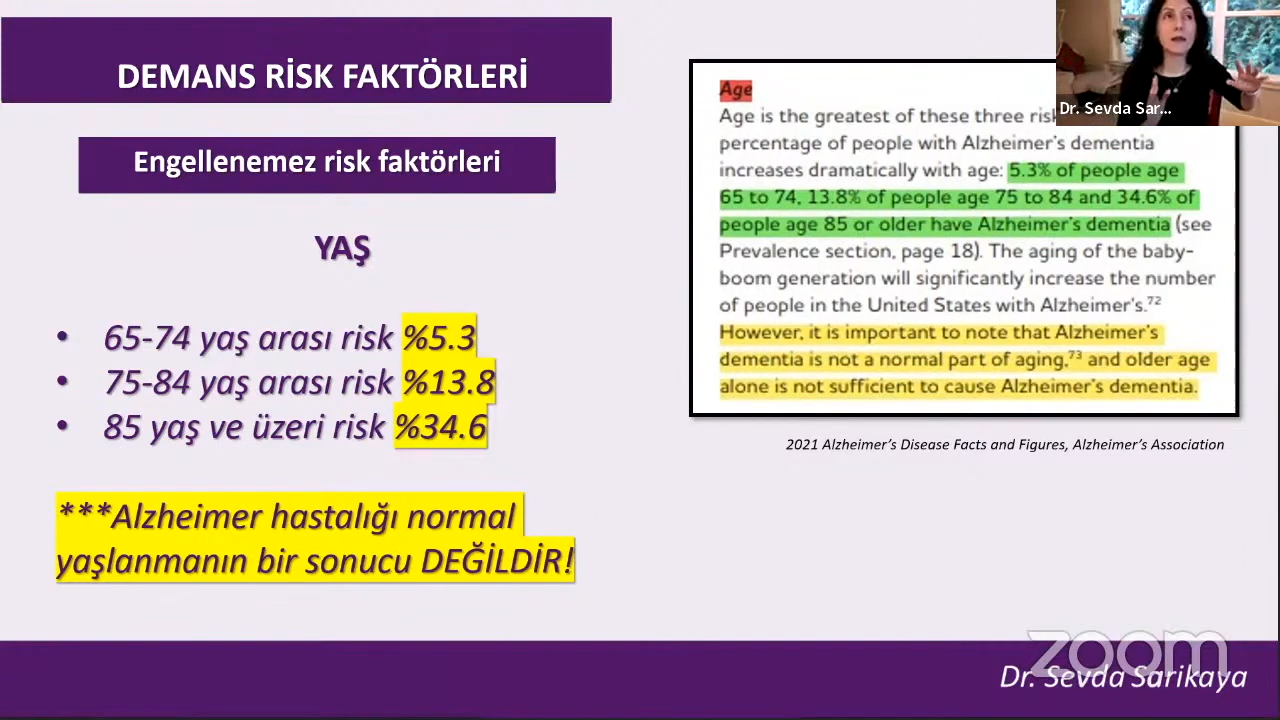 DEMANS RİSK FAKTÖRLERİ
Engellenemez risk faktörleri
YAŞ
• 65-74 yaş arası risk %5.3
• 75-84 yaş arası risk %13.8
• 85 yaş ve üzeri risk %34.6
***Alzheimer hastalığı normal
yaşlanmanın bir sonucu DEĞİLDİR!
Age
Age is the greatest of these three
percentage of people with Alzheimer's dementia
increases dramatically with age: 5.3% of people age
65 to 74, 13.8% of people age 75 to 84 and 34.6% of
people age 85 or older have Alzheimer's dementia (see
Prevalence section, page 18). The aging of the baby-
boom generation will significantly increase the number
of people in the United States with Alzheimer's.72
However, it is important to note that Alzheimer's
dementia is not a normal part of aging,73 and older age
alone is not sufficient to cause Alzheimer's dementia.
2021 Alzheimer's Disease Facts and Figures, Alzheimer's Association
Dr. Sevda Sar...
zoom
Dr. Sevda Sarikaya